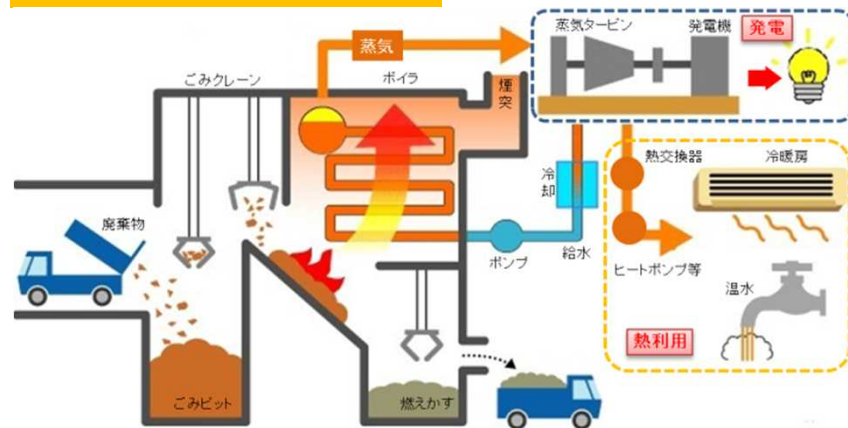 蒸気タービン
発電機
発電
蒸気
ごみクレーン
ボイラ
煙突
熱交換器
冷暖房
冷却
廃棄物
ポンプ
給水
ヒートポンプ等
温水
熱利用
ごみピット
燃えかす